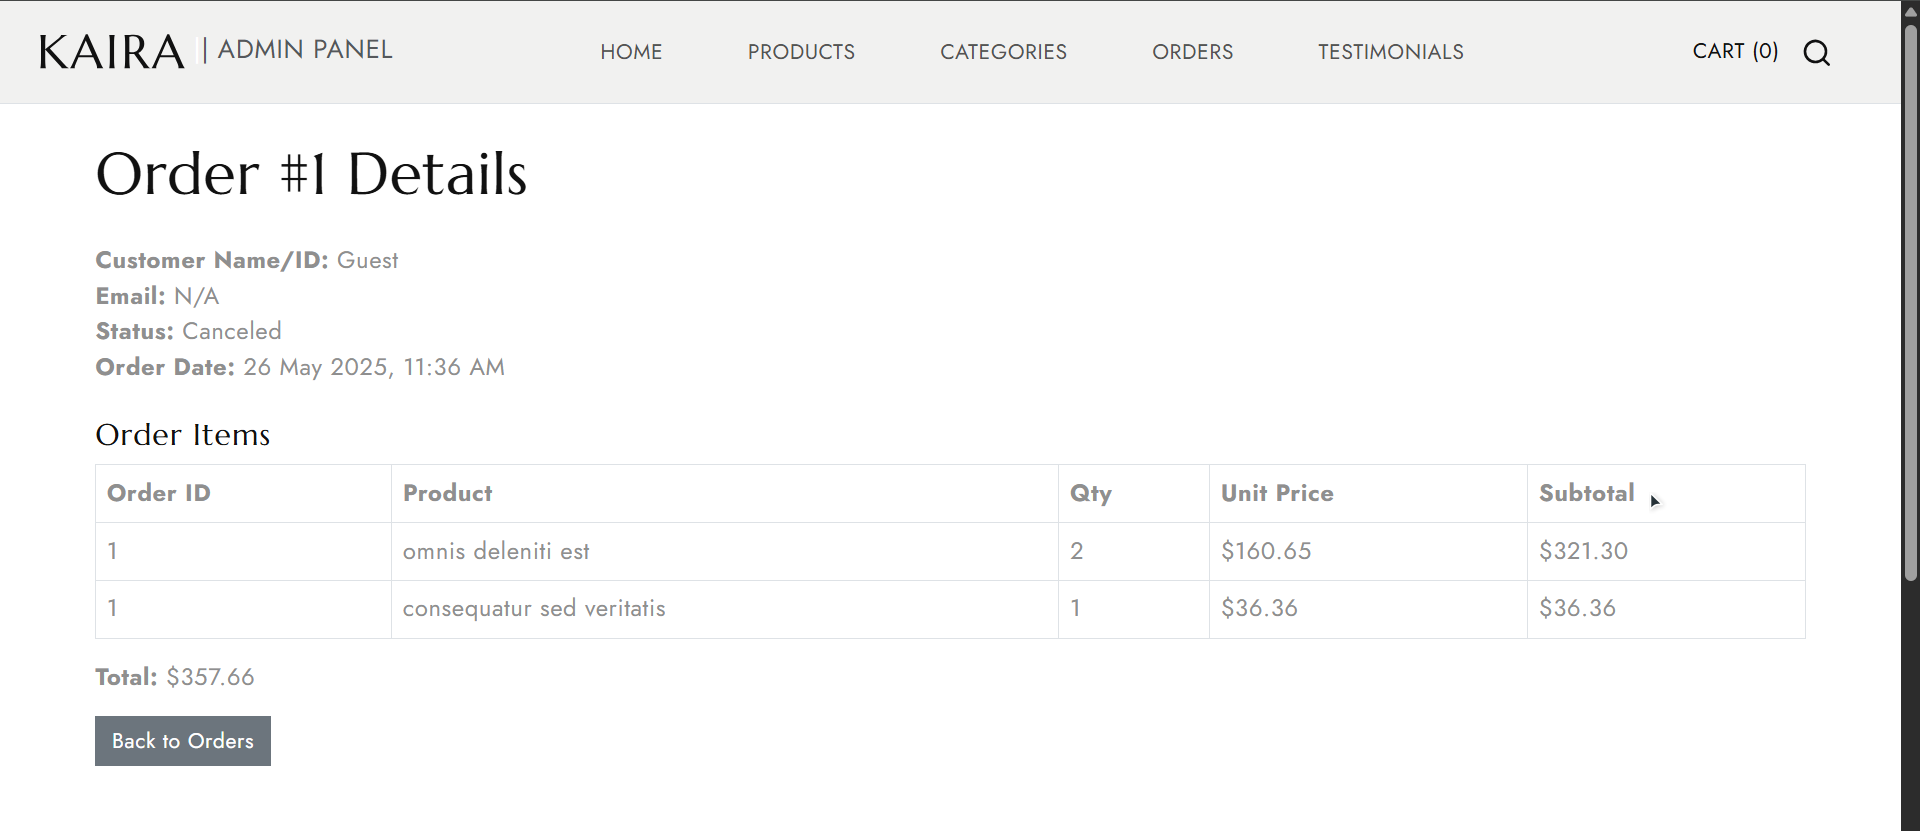 KAIRA | ADMIN PANEL HOME PRODUCTS CATEGORIES ORDERS TESTIMONIALS CART (0)
Order #1 Details
Customer Name/ID: Guest
Email: N/A
Status: Canceled
Order Date: 26 May 2025, 11:36 AM
Order Items
Order ID Product Qty Unit Price Subtotal
1 omnis deleniti est 2 $160.65 $321.30
1 consequatur sed veritatis 1 $36.36 $36.36
Total: $357.66
Back to Orders